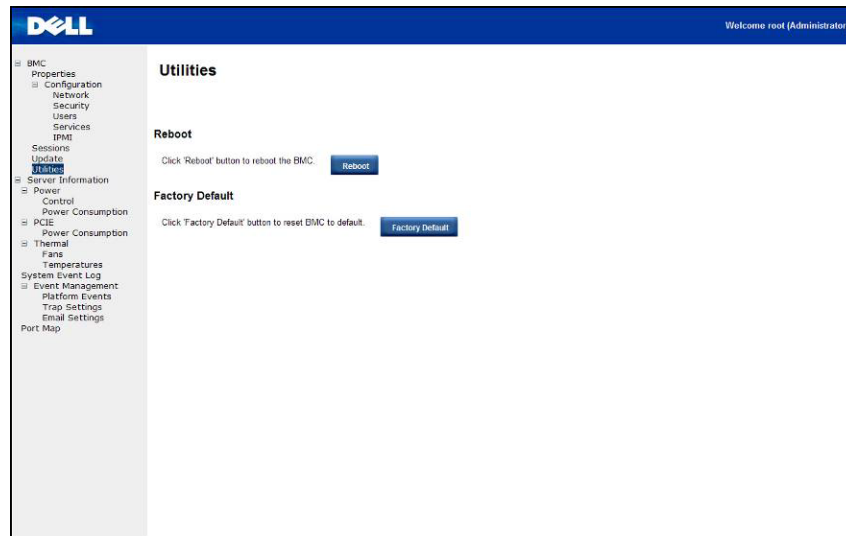 DELL
Welcome root (Administrator
BMC
Properties
Configuration
Network
Security
Users
Services
IPMI
Sessions
Update
Utilities
Server Information
Power
Control
Power Consumption
PCIE
Power Consumption
Thermal
Fans
Temperatures
System Event Log
Event Management
Platform Events
Trap Settings
Email Settings
Port Map
Utilities
Reboot
Click 'Reboot' button to reboot the BMC. Reboot
Factory Default
Click 'Factory Default' button to reset BMC to default. Factory Default